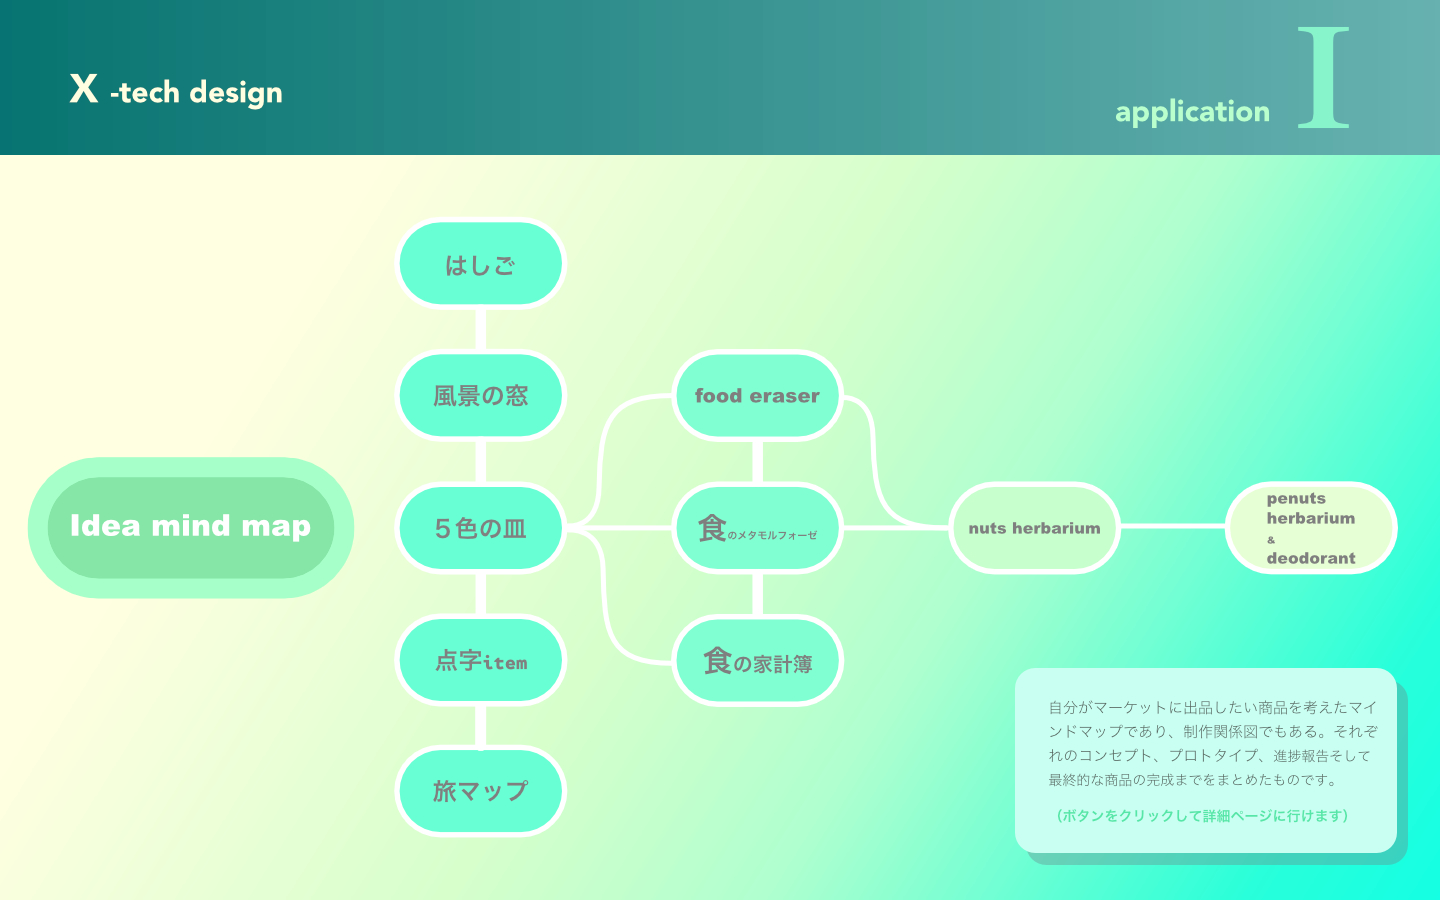 X -tech design
application I
はしご
風景の窓
food eraser
Idea mind map
５色の皿
食のメタモルフォーゼ
nuts herbarium
penuts
herbarium
&
deodorant
点字item
食の家計簿
旅マップ
自分がマーケットに出品したい商品を考えたマイ
ンドマップであり、制作関係図でもある。それぞ
れのコンセプト、プロトタイプ、進捗報告そして
最終的な商品の完成までをまとめたものです。
（ボタンをクリックして詳細ページに行けます）